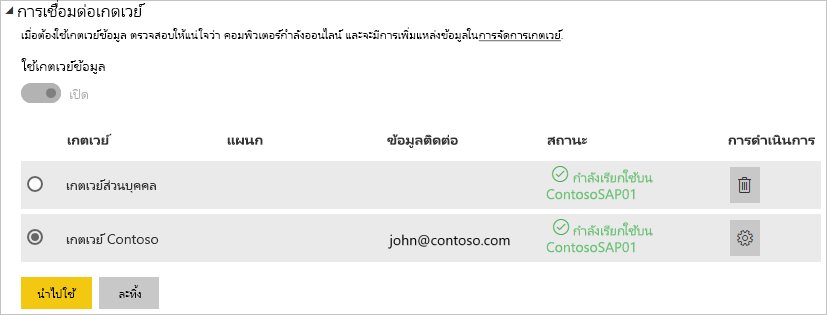 การเชื่อมต่อเกตเวย์
เมื่อต้องใช้เกตเวย์ข้อมูล ตรวจสอบให้แน่ใจว่า คอมพิวเตอร์กำลังออนไลน์ และจะมีการเพิ่มแหล่งข้อมูลในการจัดการเกตเวย์.
ใช้เกตเวย์ข้อมูล
เปิด
เกตเวย์ แผนก ข้อมูลติดต่อ สถานะ การดำเนินการ
เกตเวย์ส่วนบุคคล กำลังเรียกใช้บน
ContosoSAP01
เกตเวย์ Contoso john@contoso.com กำลังเรียกใช้บน
ContosoSAP01
นำไปใช้ ละทิ้ง